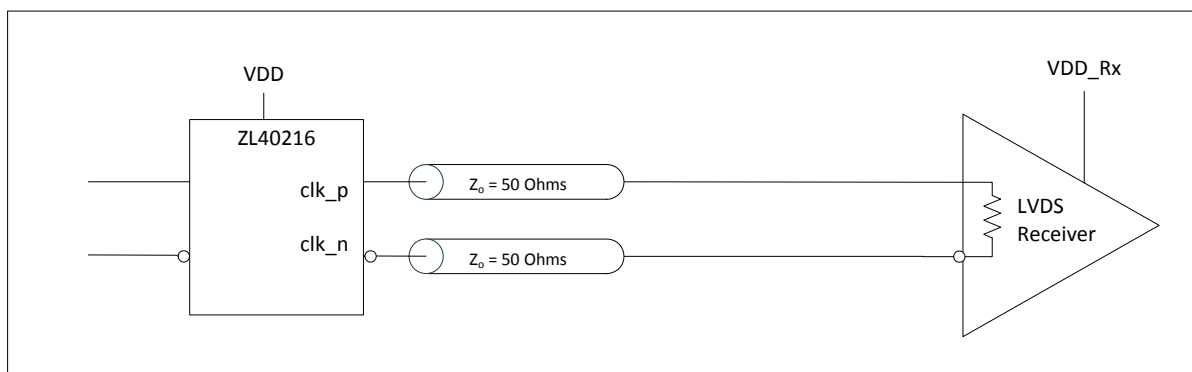 VDD
VDD_Rx
ZL40216
clk_p
Zo = 50 Ohms
LVDS
Receiver
clk_n
Zo = 50 Ohms